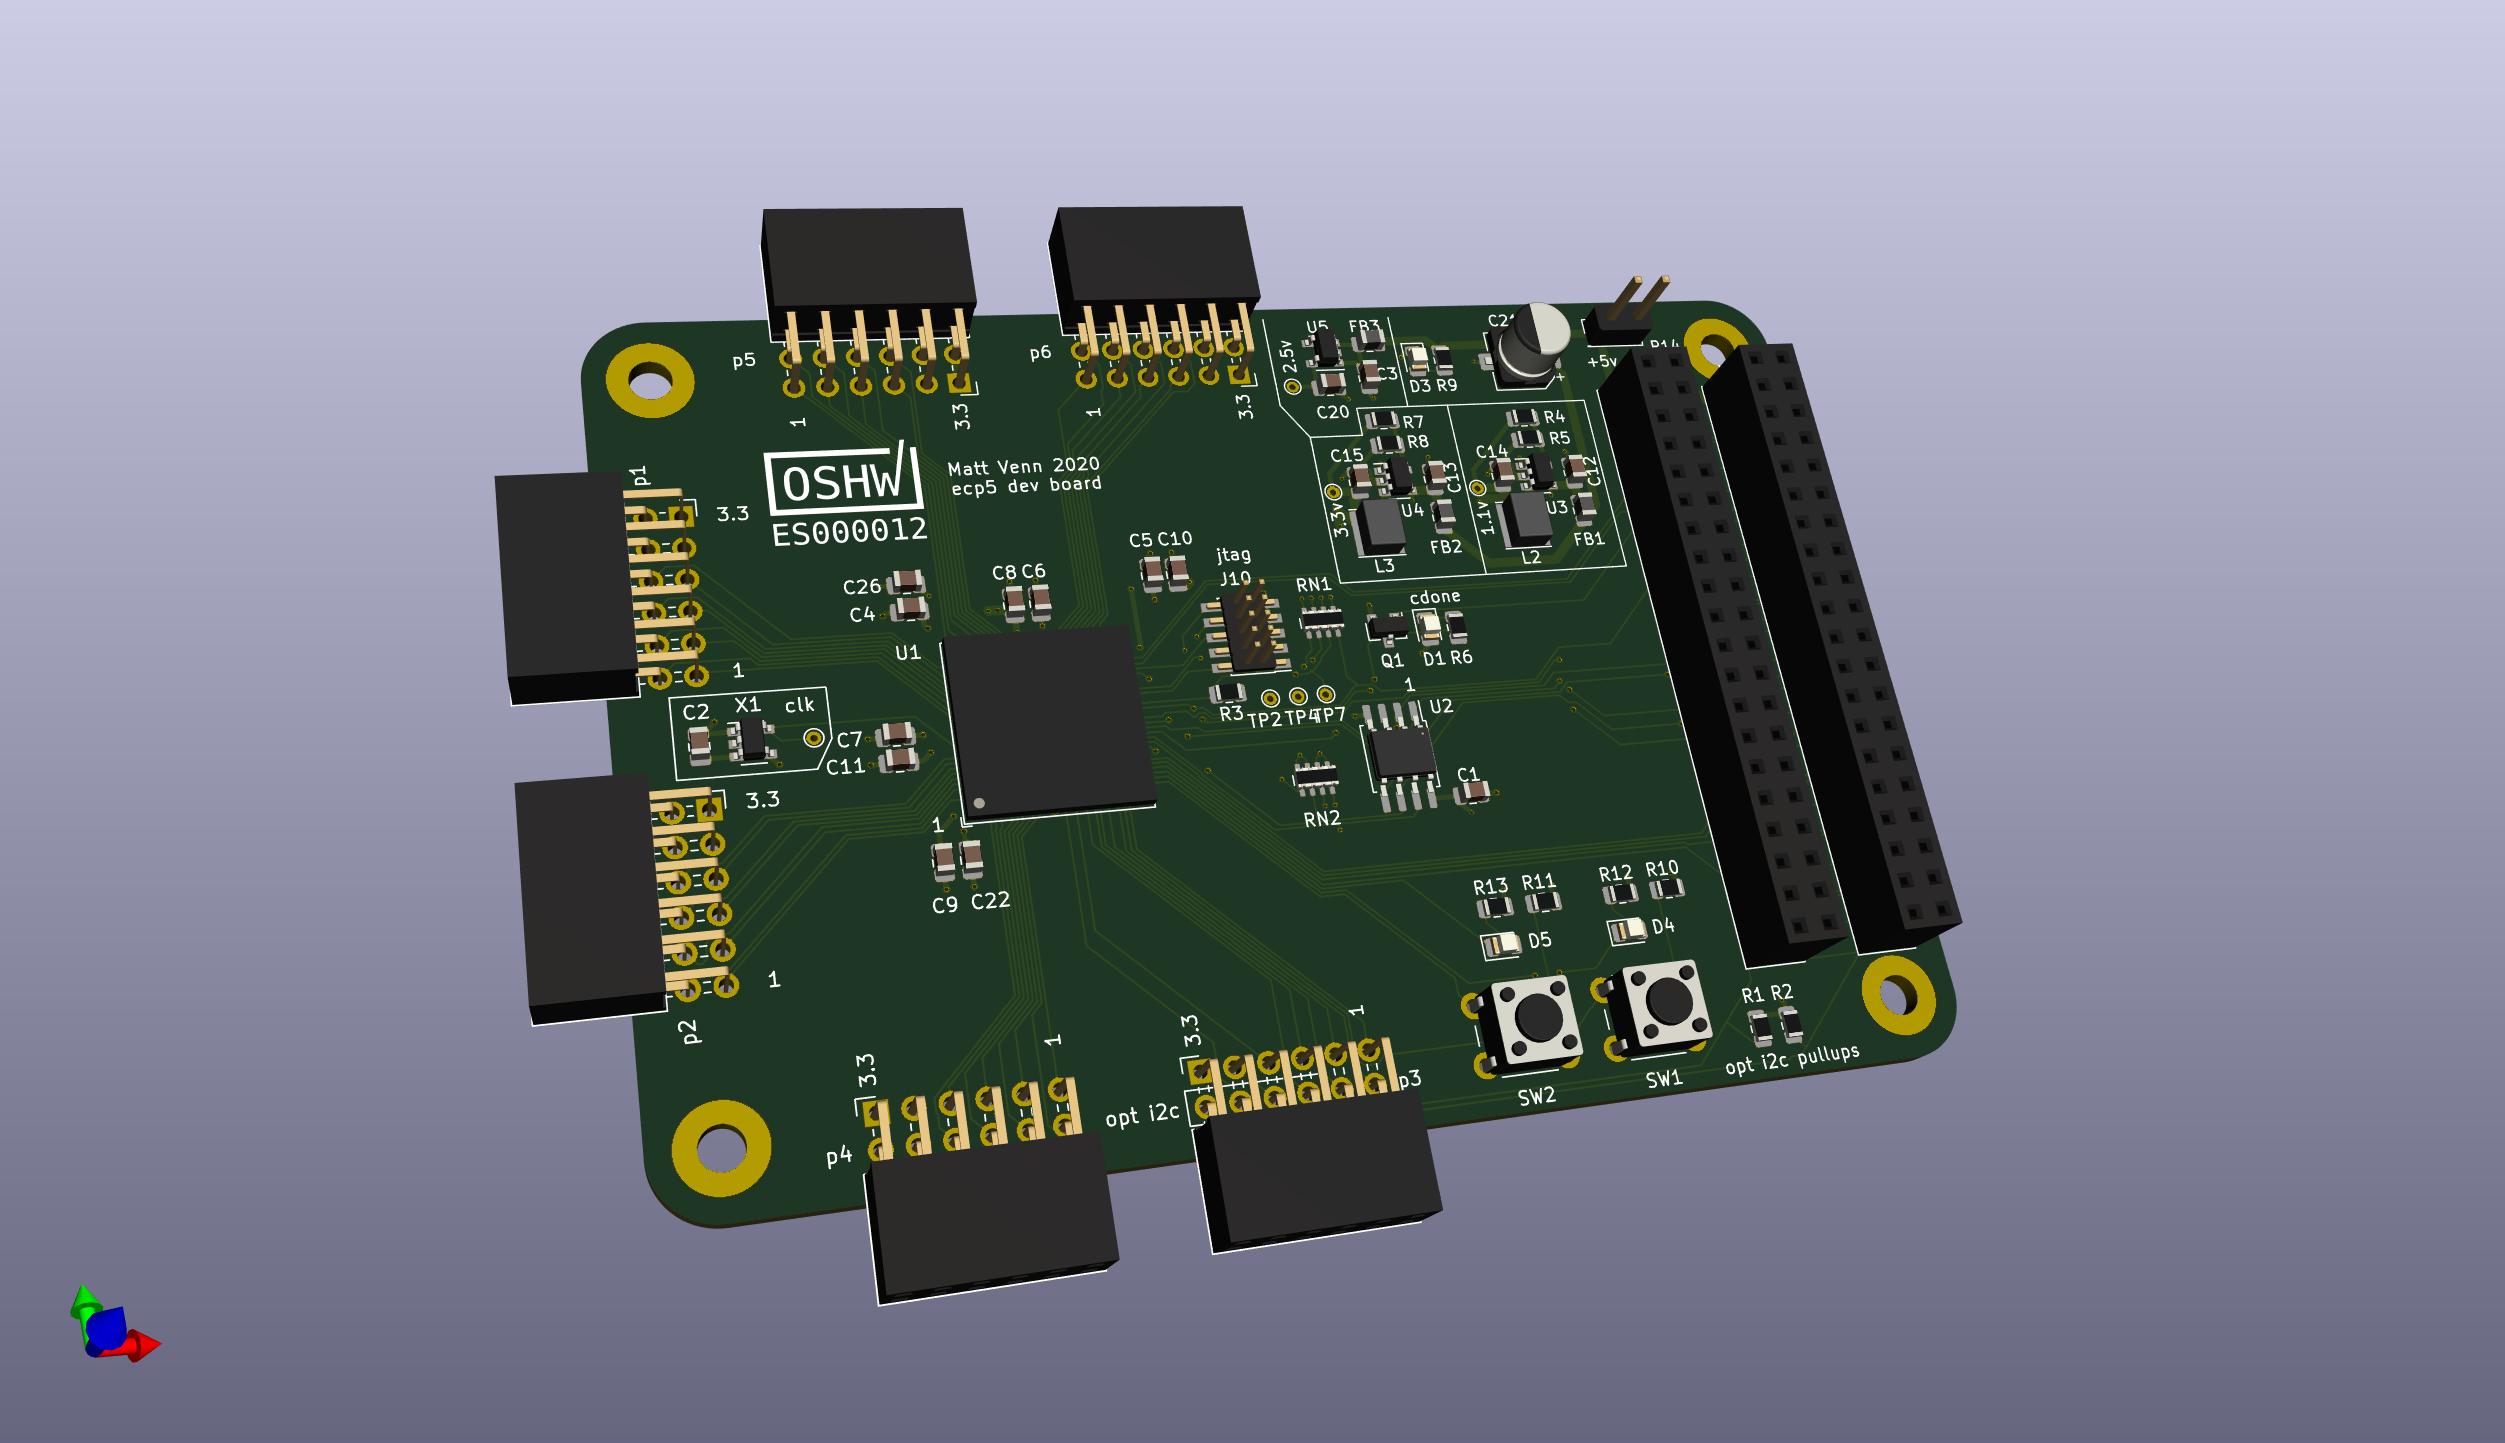 p5
1
3.3
p6
1
3.3
2.5v
U5
FB3
C3
C20
D3 R9
+
+5v
p1
3.3
1
OSHW
ES000012
Matt Venn 2020
ecp5 dev board
R7
R8
C15
C13
3.3v
U4
L3
FB2
R4
R5
C14
C12
1.1v
U3
L2
FB1
C26
C4
C8 C6
C5 C10
jtag
J10
RN1
cdone
Q1
D1 R6
U1
R3
TP2 TP4 TP7
1
U2
C2
X1
clk
C7
C11
C1
RN2
3.3
1
p2
1
C9 C22
R13 R11
R12 R10
D5
D4
SW2
SW1
R1 R2
opt i2c pullups
3.3
1
p4
opt i2c
3.3
1
p3